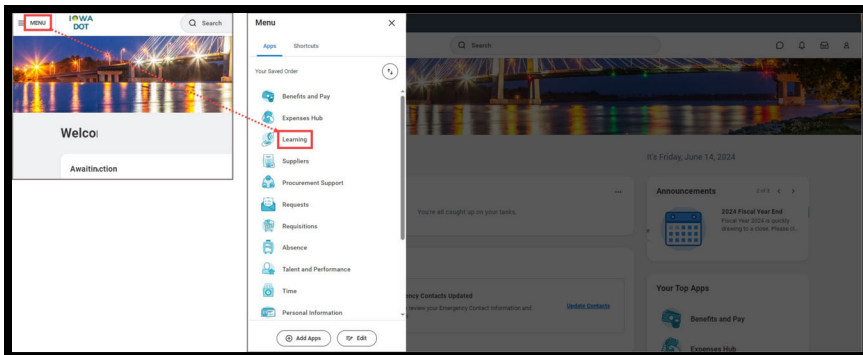 MENU
IOWA
DOT
Search
Welco
Awaitin
ction
Menu
Apps
Shortcuts
Your Saved Order
Benefits and Pay
Expenses Hub
Learning
Suppliers
Procurement Support
Requests
Requisitions
Absence
Talent and Performance
Time
Personal Information
Add Apps
Edit
Search
It's Friday, June 14, 2024
You're all caught up on your tasks.
ency Contacts Updated
review your Emergency Contact Information and
Update Contacts
Announcements
2024 Fiscal Year End
Fiscal Year 2024 is quickly
drawing to a close. Please
Your Top Apps
Benefits and Pay
Expenses Hub